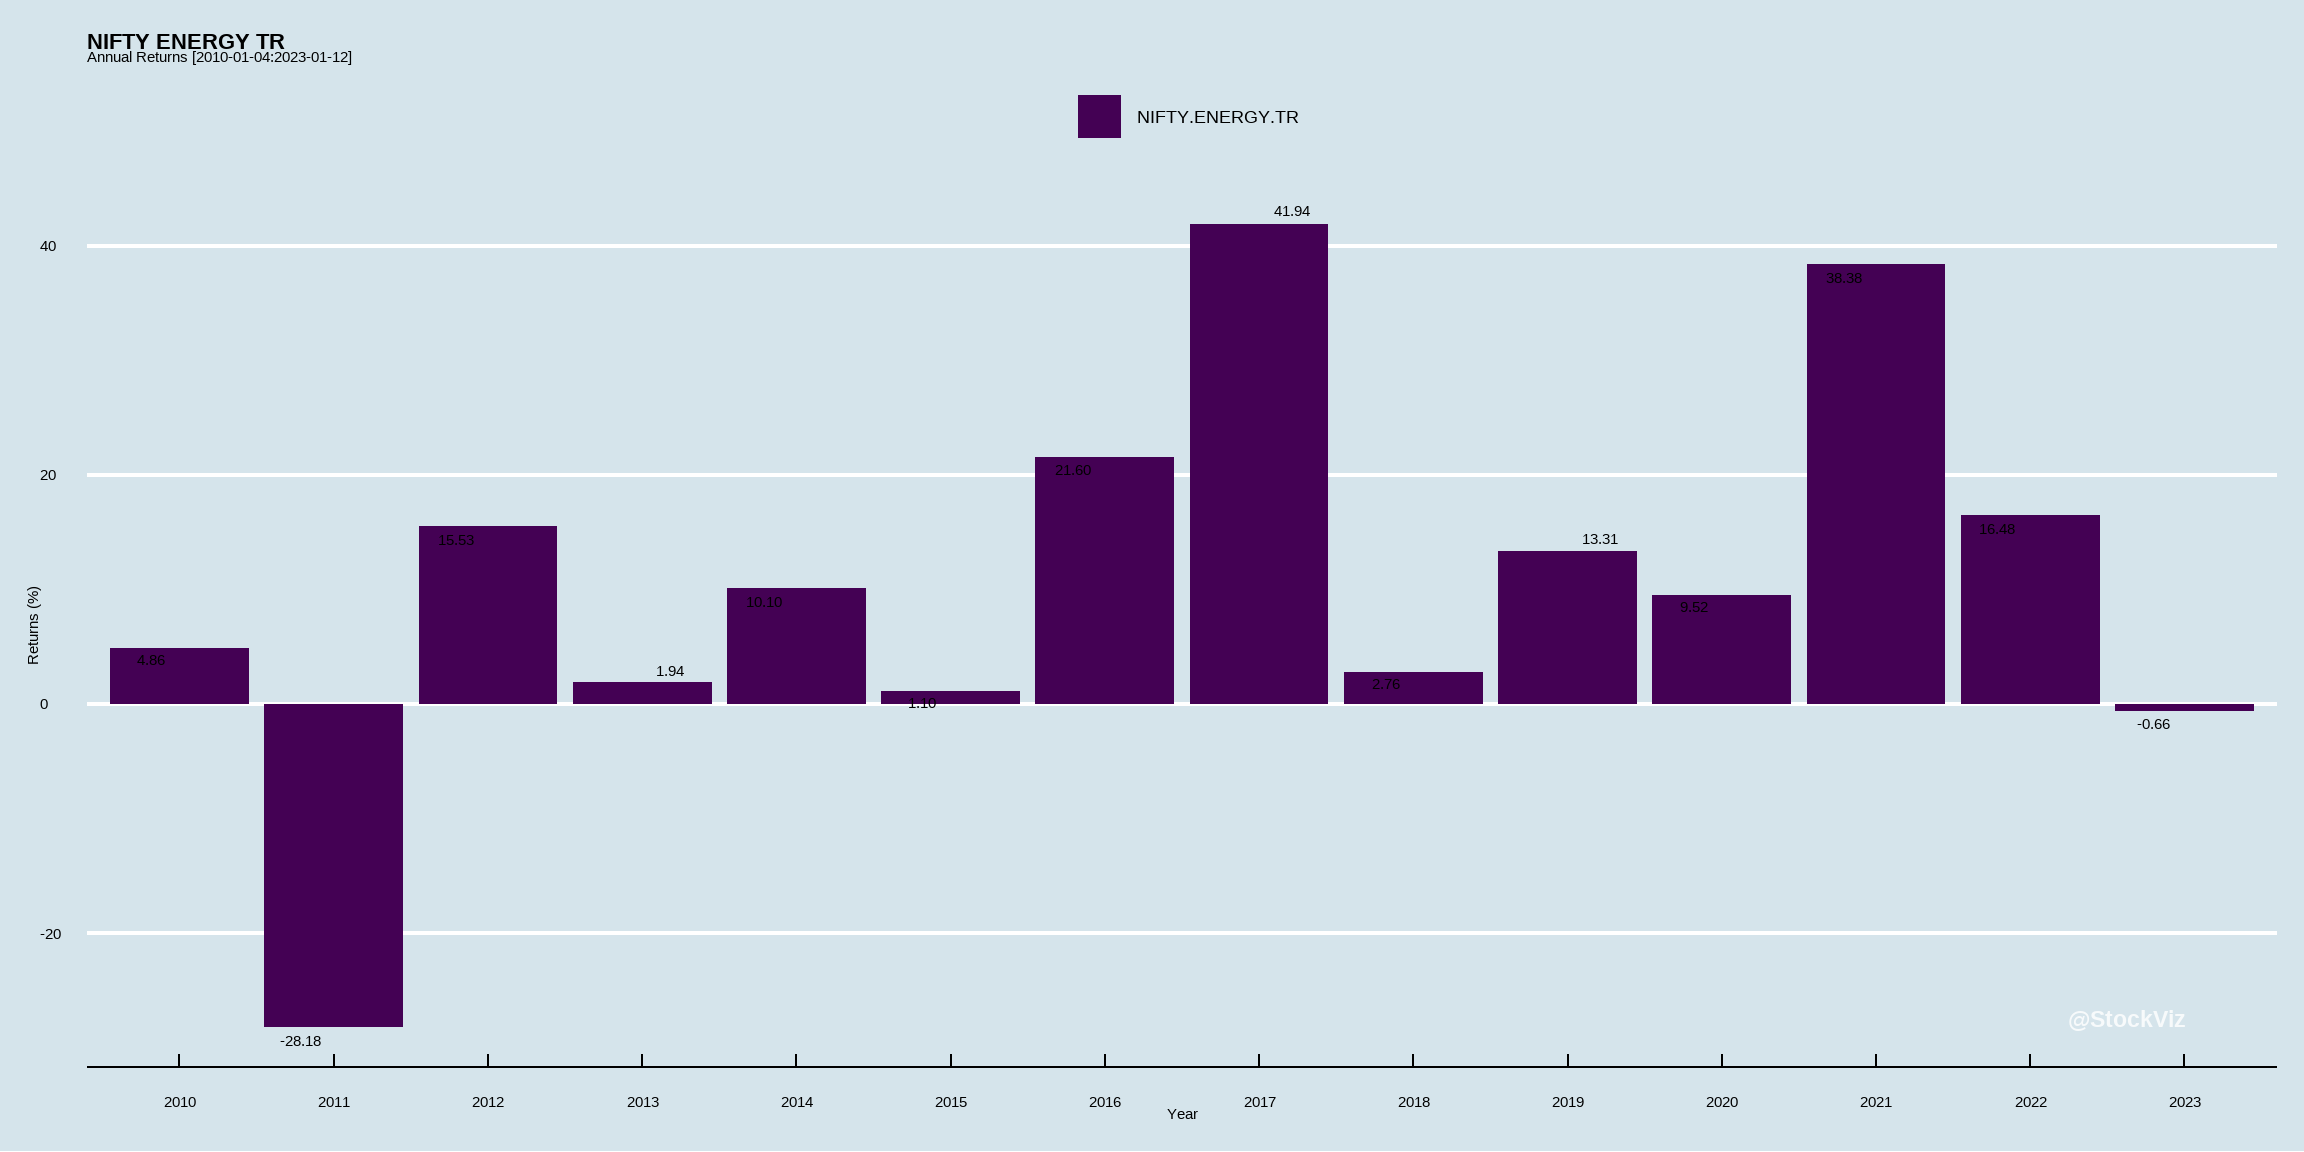 NIFTY ENERGY TR
Annual Returns [2010-01-04:2023-01-12]
NIFTY.ENERGY.TR
41.94
40
38.38
21.60
20
16.48
15.53
13.31
10.10
9.52
Returns (%)
4.86
1.94
2.76
1.10
0
-0.66
-20
@StockViz
-28.18
2010 2011 2012 2013 2014 2015 2016 2017 2018 2019 2020 2021 2022 2023
Year